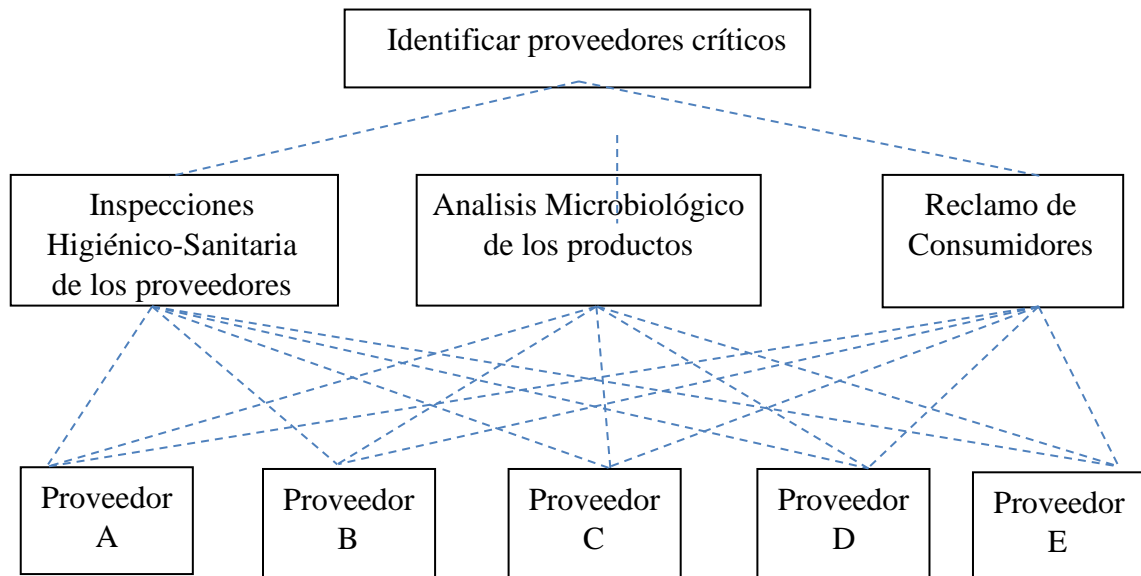 Identificar proveedores críticos
Inspecciones
Higiénico-Sanitaria
de los proveedores
Analisis Microbiológico
de los productos
Reclamo de
Consumidores
Proveedor
A
Proveedor
B
Proveedor
C
Proveedor
D
Proveedor
E